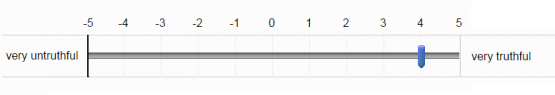 -5 -4 -3 -2 -1 0 1 2 3 4 5
very untruthful very truthful